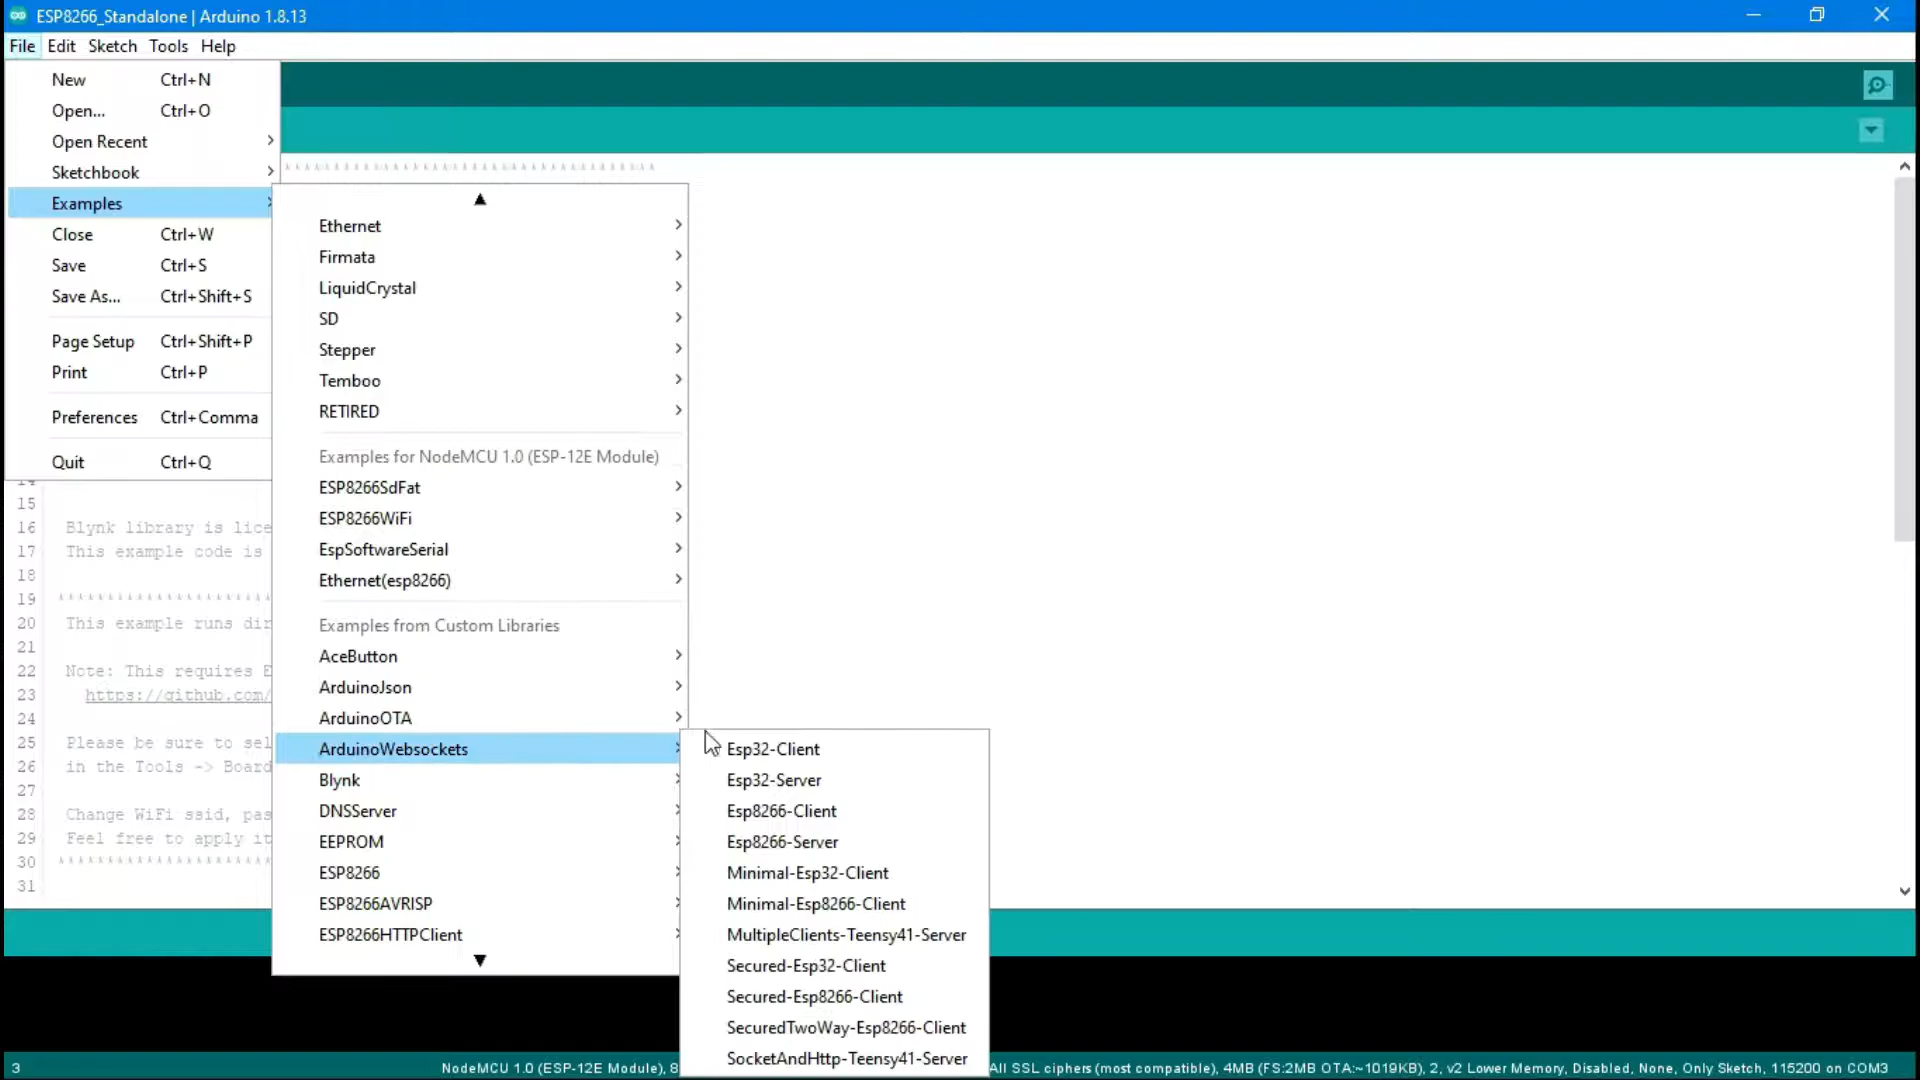 ESP8266_Standalone | Arduino 1.8.13
File Edit Sketch Tools Help
New Ctrl+N
Open... Ctrl+O
Open Recent
Sketchbook
Examples
Close Ctrl+W
Save Ctrl+S
Save As... Ctrl+Shift+S
Page Setup Ctrl+Shift+P
Print Ctrl+P
Preferences Ctrl+Comma
Quit Ctrl+Q
Ethernet
Firmata
LiquidCrystal
SD
Stepper
Temboo
RETIRED
Examples for NodeMCU 1.0 (ESP-12E Module)
ESP8266SdFat
ESP8266WiFi
EspSoftwareSerial
Ethernet(esp8266)
Examples from Custom Libraries
AceButton
ArduinoJson
ArduinoOTA
ArduinoWebsockets
Blynk
DNSServer
EEPROM
ESP8266
ESP8266AVRISP
ESP8266HTTPClient
Esp32-Client
Esp32-Server
Esp8266-Client
Esp8266-Server
Minimal-Esp32-Client
Minimal-Esp8266-Client
MultipleClients-Teensy41-Server
Secured-Esp32-Client
Secured-Esp8266-Client
SecuredTwoWay-Esp8266-Client
SocketAndHttp-Teensy41-Server
15
16 Blynk library is lice
17 This example code is
18
19 **********************
20 This example runs dir
21
22 Note: This requires E
23 https://github.com/
24
25 Please be sure to sel
26 in the Tools -> Board
27
28 Change WiFi ssid, pas
29 Feel free to apply it
30 **********************
31
3 NodeMCU 1.0 (ESP-12E Module), 8 All SSL ciphers (most compatible), 4MB (FS:2MB OTA:~1019KB), 2, v2 Lower Memory, Disabled, None, Only Sketch, 115200 on COM3